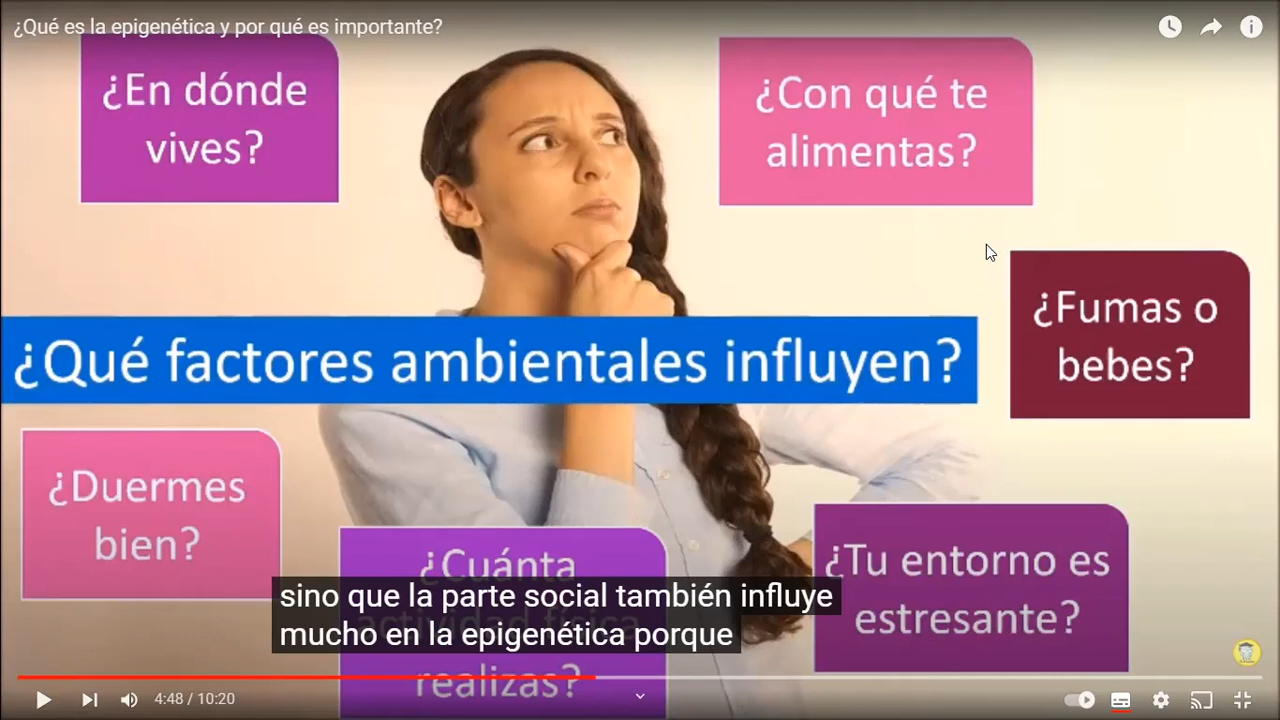 ¿Qué es la epigenética y por qué es importante?
¿En dónde
vives?
¿Con qué te
alimentas?
¿Fumas o
bebes?
¿Qué factores ambientales influyen?
¿Duermes
bien?
¿Cuánta
actividad física
realizas?
¿Tu entorno es
estresante?
sino que la parte social también influye
mucho en la epigenética porque
4:48 / 10:20